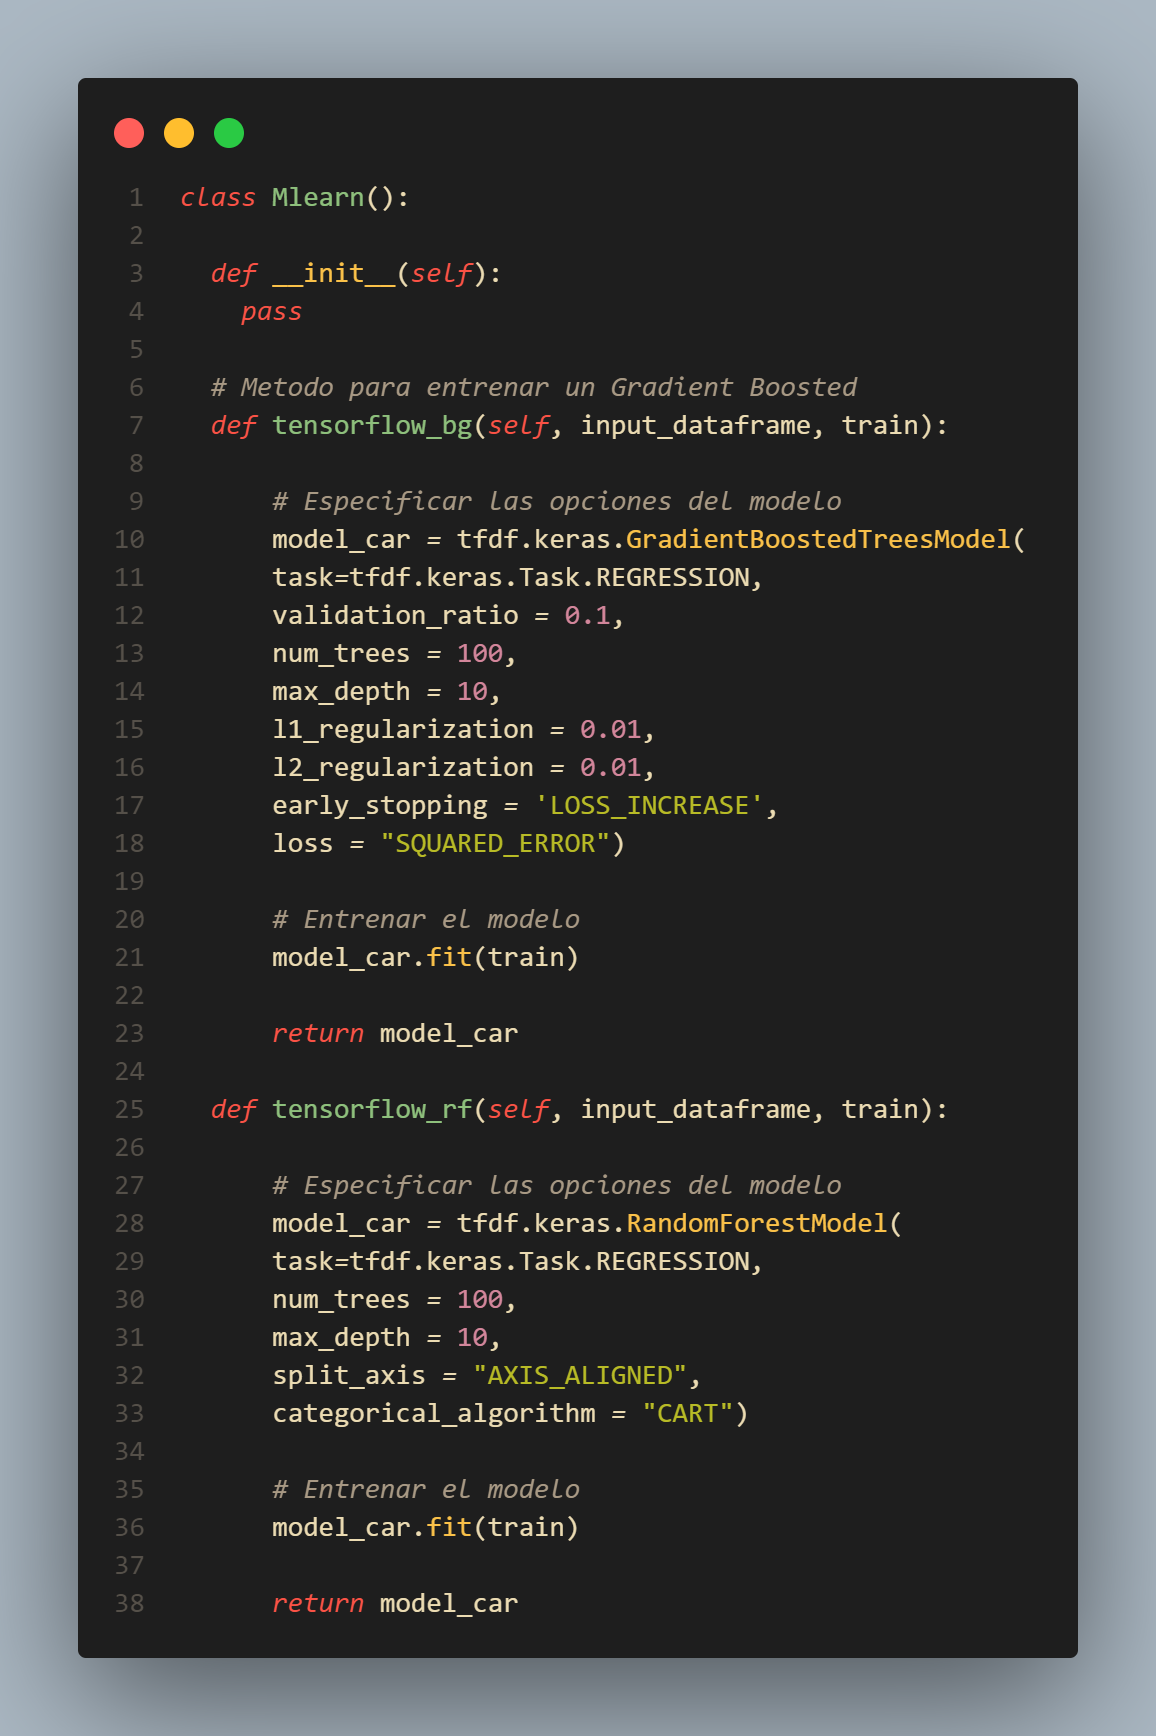 1 class Mlearn():
2
3 def __init__(self):
4 pass
5
6 # Metodo para entrenar un Gradient Boosted
7 def tensorflow_bg(self, input_dataframe, train):
8
9 # Especificar las opciones del modelo
10 model_car = tfdf.keras.GradientBoostedTreesModel(
11 task=tfdf.keras.Task.REGRESSION,
12 validation_ratio = 0.1,
13 num_trees = 100,
14 max_depth = 10,
15 l1_regularization = 0.01,
16 l2_regularization = 0.01,
17 early_stopping = 'LOSS_INCREASE',
18 loss = "SQUARED_ERROR")
19
20 # Entrenar el modelo
21 model_car.fit(train)
22
23 return model_car
24
25 def tensorflow_rf(self, input_dataframe, train):
26
27 # Especificar las opciones del modelo
28 model_car = tfdf.keras.RandomForestModel(
29 task=tfdf.keras.Task.REGRESSION,
30 num_trees = 100,
31 max_depth = 10,
32 split_axis = "AXIS_ALIGNED",
33 categorical_algorithm = "CART")
34
35 # Entrenar el modelo
36 model_car.fit(train)
37
38 return model_car